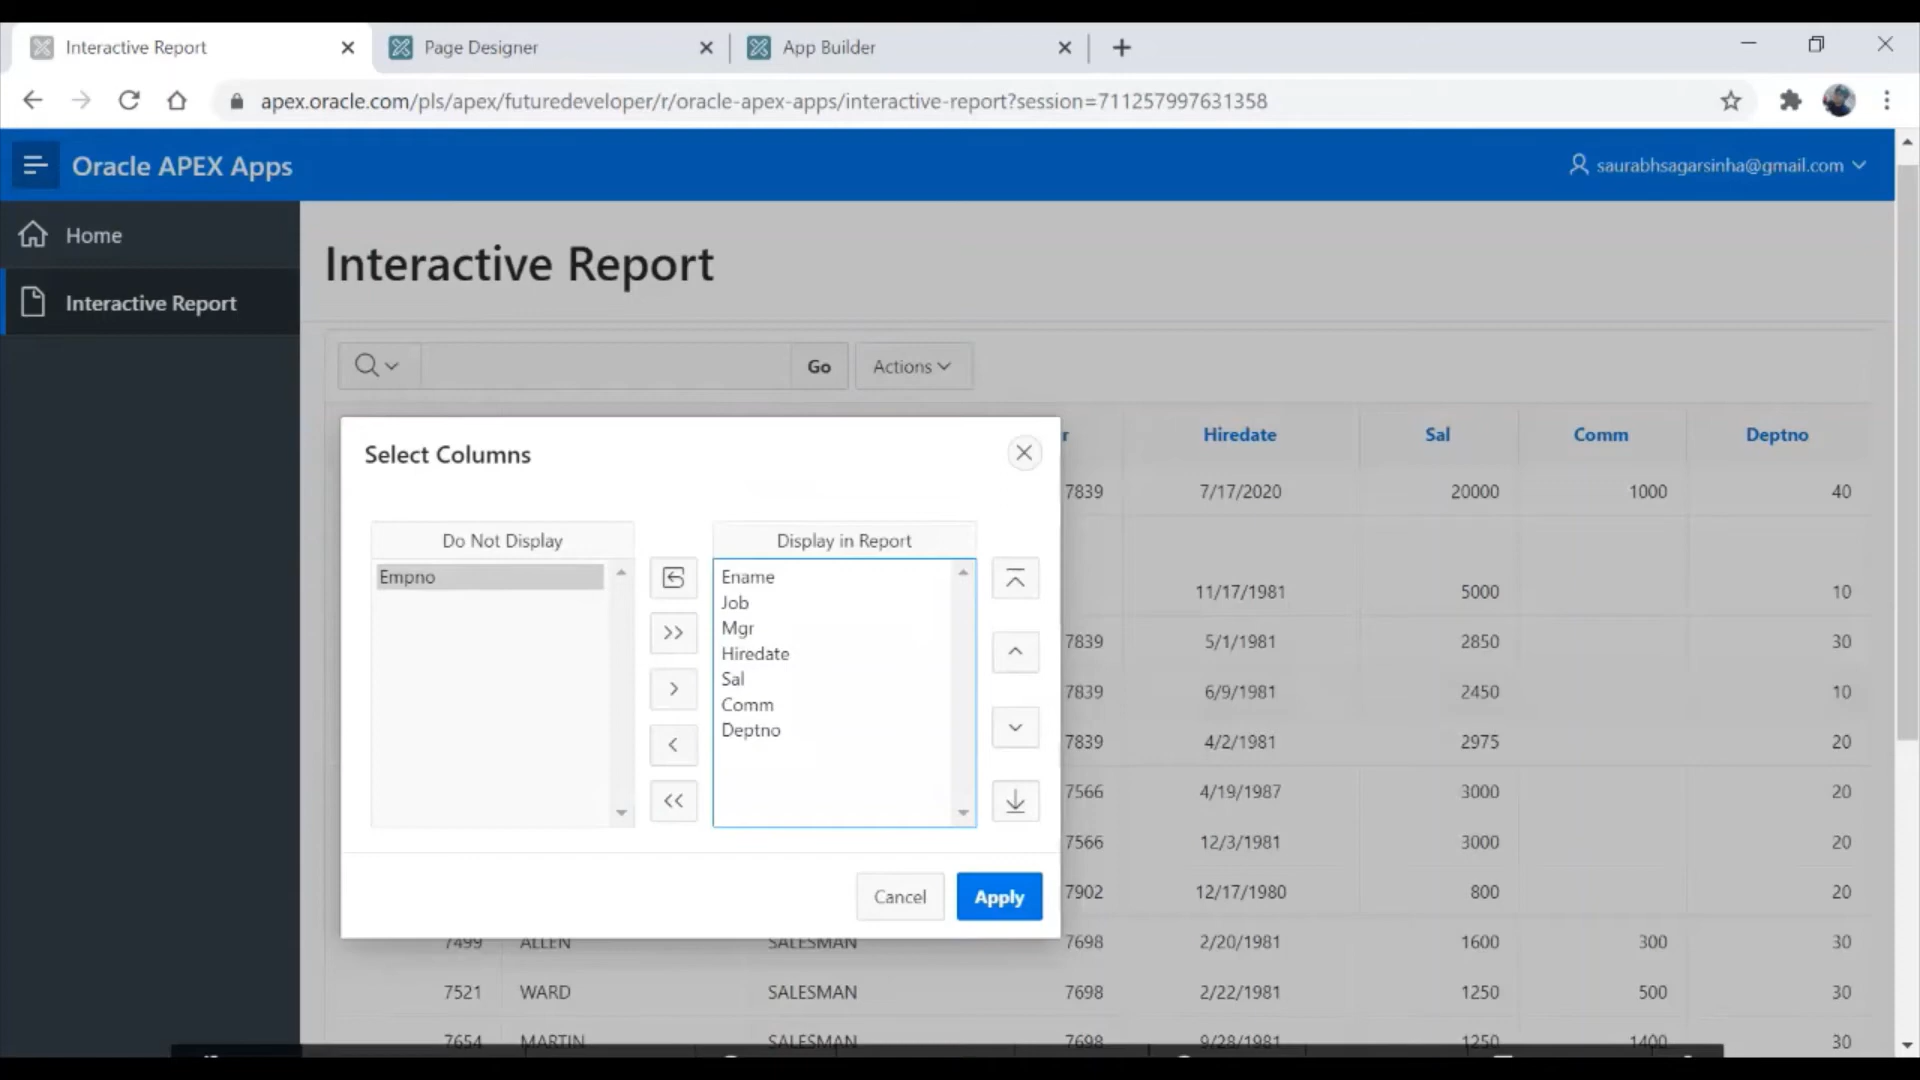 Interactive Report
Page Designer
App Builder
apex.oracle.com/pls/apex/futuredeveloper/r/oracle-apex-apps/interactive-report?session=711257997631358
Oracle APEX Apps
saurabhsagarsinha@gmail.com
Home
Interactive Report
Interactive Report
Go
Actions
r Hiredate Sal Comm Deptno
7839 7/17/2020 20000 1000 40
11/17/1981 5000 10
7839 5/1/1981 2850 30
7839 6/9/1981 2450 10
7839 4/2/1981 2975 20
7566 4/19/1987 3000 20
7566 12/3/1981 3000 20
7902 12/17/1980 800 20
7499 ALLEN SALESMAN 7698 2/20/1981 1600 300 30
7521 WARD SALESMAN 7698 2/22/1981 1250 500 30
7654 MARTIN SALESMAN 7698 9/28/1981 1250 1400 30
Select Columns
Do Not Display
Empno
Display in Report
Ename
Job
Mgr
Hiredate
Sal
Comm
Deptno
Cancel
Apply